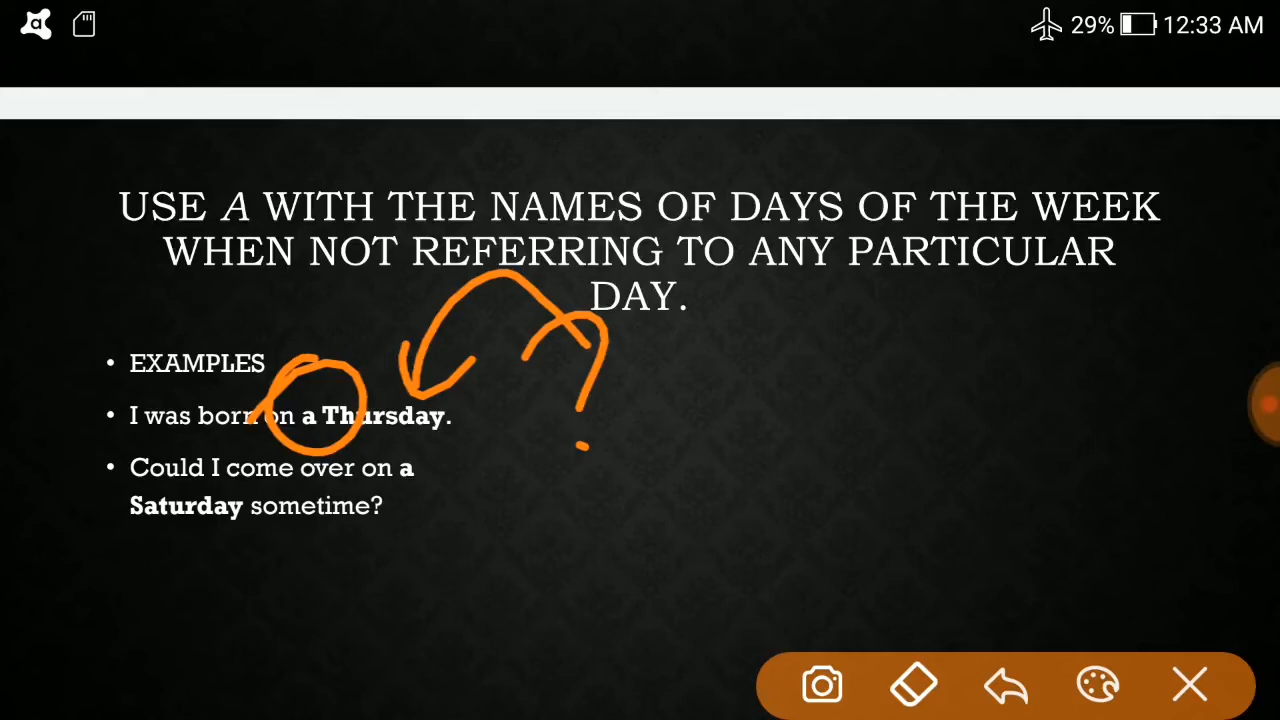 29% 12:33 AM
USE A WITH THE NAMES OF DAYS OF THE WEEK
WHEN NOT REFERRING TO ANY PARTICULAR
DAY.
• EXAMPLES
• I was born on a Thursday.
?
• Could I come over on a
Saturday sometime?